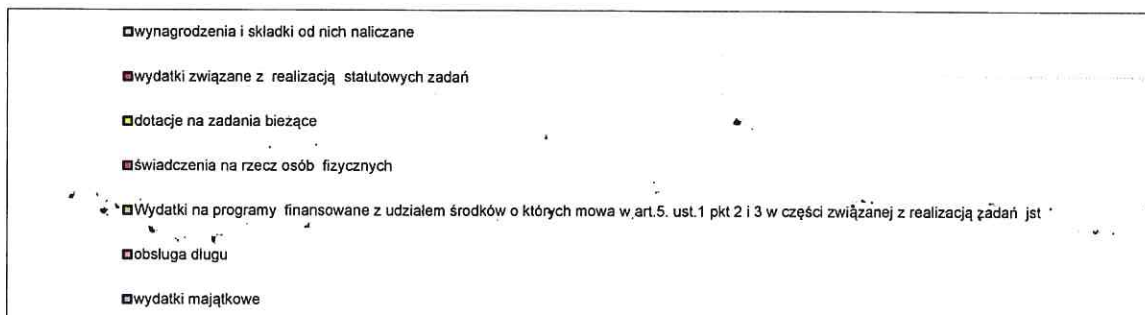 wynagrodzenia i składki od nich naliczane
wydatki związane z realizacją statutowych zadań
dotacje na zadania bieżące
świadczenia na rzecz osób fizycznych
Wydatki na programy finansowane z udziałem środków o których mowa w art.5. ust.1 pkt 2 i 3 w części związanej z realizacją zadań jst
obsługa długu
wydatki majątkowe